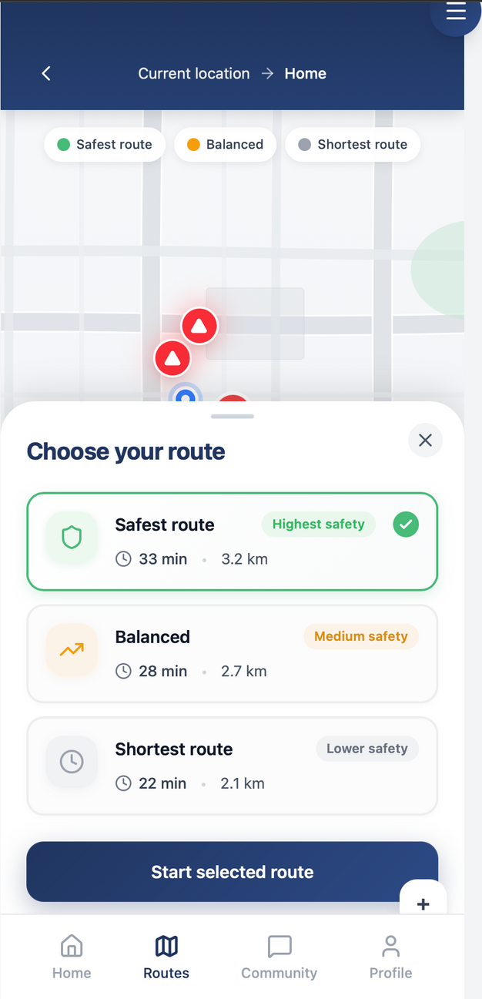 Current location → Home
Safest route
Balanced
Shortest route
Choose your route
Safest route
Highest safety
33 min • 3.2 km
Balanced
Medium safety
28 min • 2.7 km
Shortest route
Lower safety
22 min • 2.1 km
Start selected route
+
Home
Routes
Community
Profile